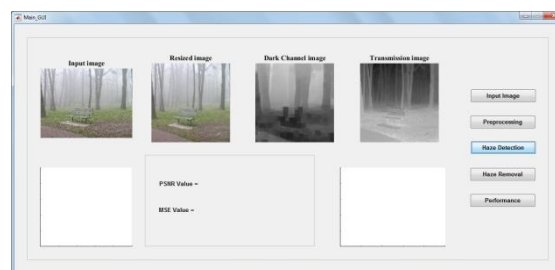 Main_GUI
Input image
Resized image
Dark Channel image
Transmission image
Input Image
Preprocessing
Haze Detection
Haze Removal
Performance
PSNR Value =
MSE Value =